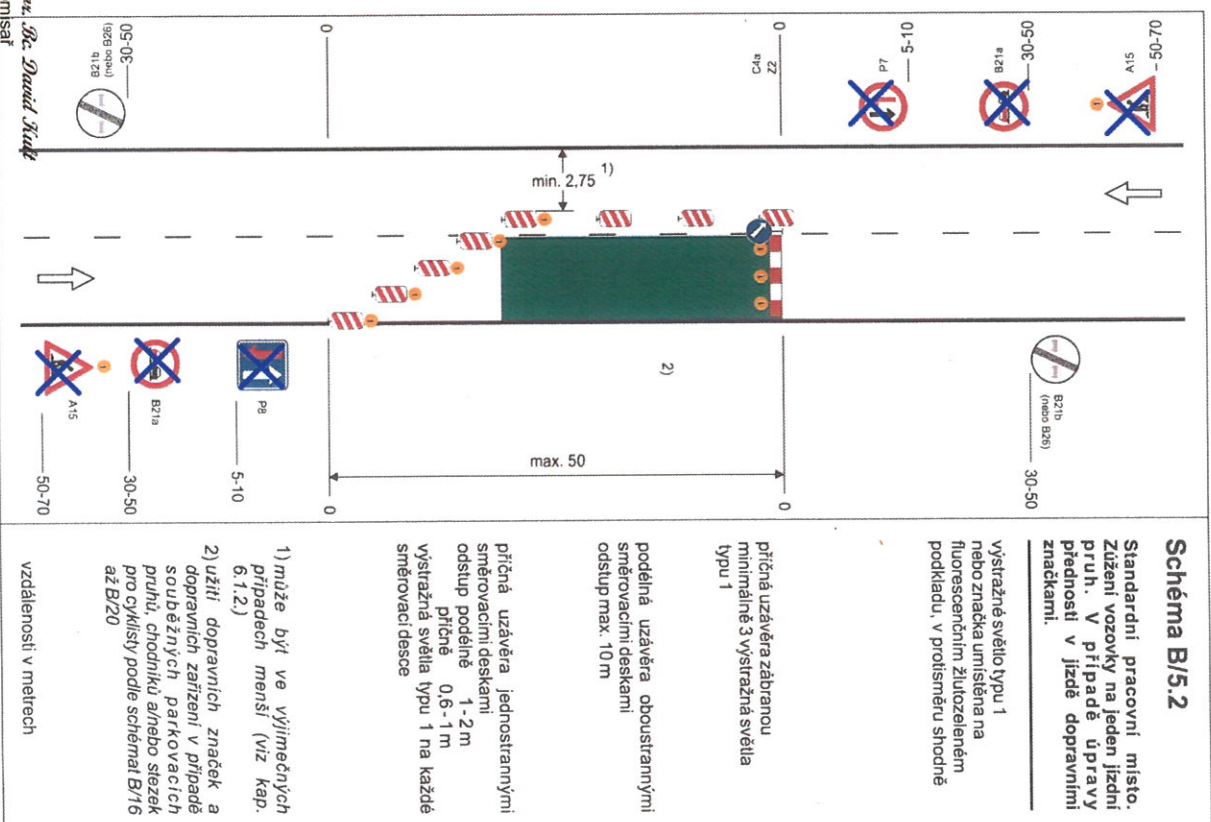 Schéma B/5.2
Standardní pracovní místo.
Zúžení vozovky na jeden jízdní
pruh. V případě úpravy
přednosti v jízdě dopravními
značkami.
výstražné světlo typu 1
nebo značka umístěna na
fluorescenčním žlutozeleném
podkladu, v protisměru shodně
příčná uzávěra zábranou
minimálně 3 výstražná světla
typu 1
podélná uzávěra oboustrannými
směrovacími deskami
odstup max. 10 m
příčná uzávěra jednostrannými
směrovacími deskami
odstup podélně 1-2 m
příčně 0,6-1 m
výstražná světla typu 1 na každé
směrovací desce
1) může být ve výjimečných
případech menší (viz kap.
6.1.2.)
2) užití dopravních značek a
dopravních zařízení v případě
souběžných parkovacích
pruhů, chodníků a/nebo stezek
pro cyklisty podle schémat B/16
až B/20
vzdálenosti v metrech
50-70
A15
30-50
B21a
5-10
P7
0
C4a
Z2
0
30-50
B21b
(nebo B26)
min. 2,75
1)
2)
max. 50
B21b
(nebo B26)
30-50
0
0
P8
5-10
B21a
30-50
A15
50-70
Bc. David